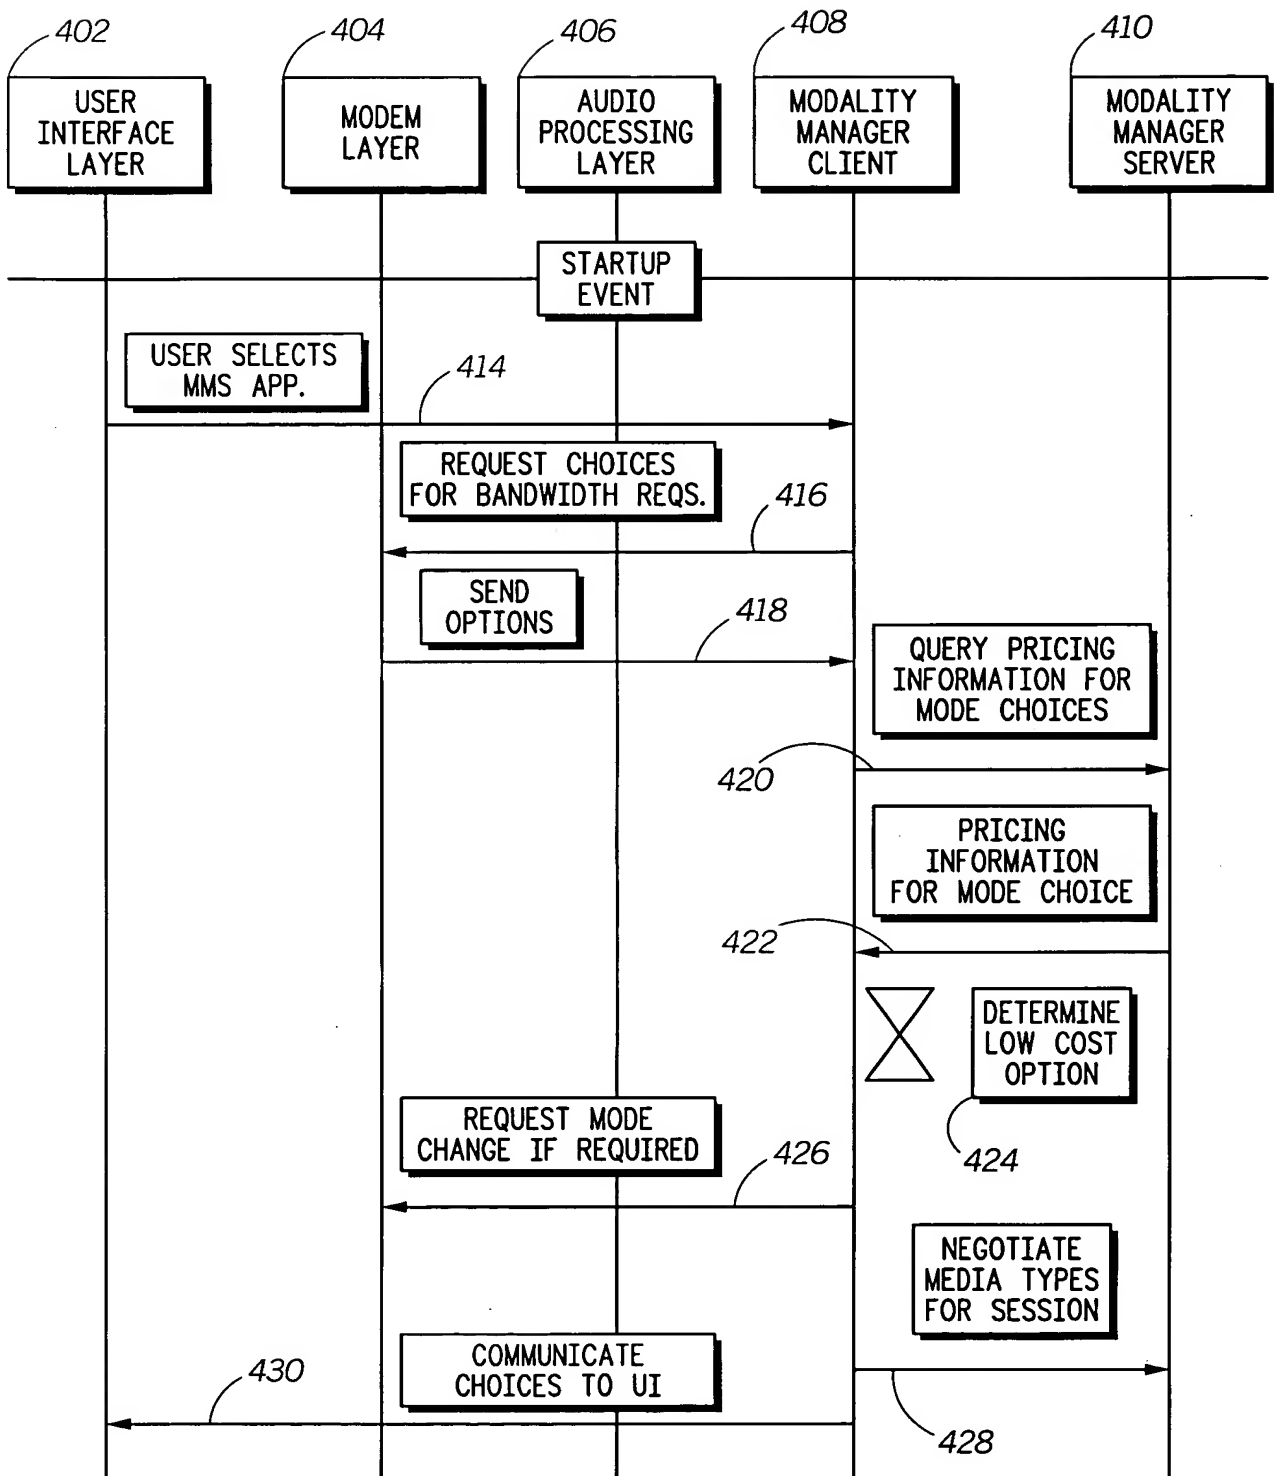 402
404
406
408
410
USER
INTERFACE
LAYER
MODEM
LAYER
AUDIO
PROCESSING
LAYER
MODALITY
MANAGER
CLIENT
MODALITY
MANAGER
SERVER
STARTUP
EVENT
USER SELECTS
MMS APP.
414
REQUEST CHOICES
FOR BANDWIDTH REQS.
416
SEND
OPTIONS
418
QUERY PRICING
INFORMATION FOR
MODE CHOICES
420
PRICING
INFORMATION
FOR MODE CHOICE
422
DETERMINE
LOW COST
OPTION
424
REQUEST MODE
CHANGE IF REQUIRED
426
NEGOTIATE
MEDIA TYPES
FOR SESSION
428
COMMUNICATE
CHOICES TO UI
430